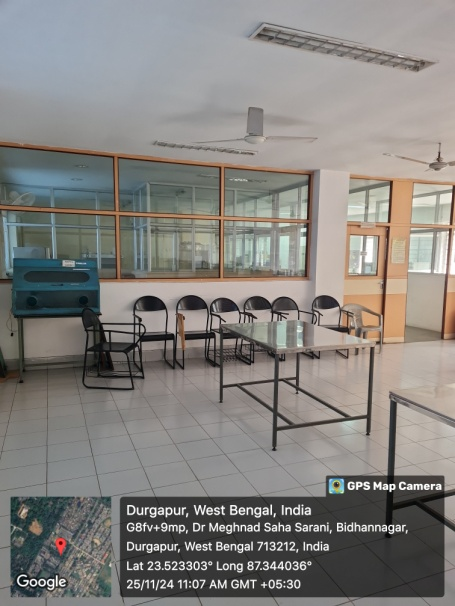 GPS Map Camera
Durgapur, West Bengal, India
G8fv+9mp, Dr Meghnad Saha Sarani, Bidhannagar,
Durgapur, West Bengal 713212, India
Lat 23.523303° Long 87.344036°
25/11/24 11:07 AM GMT +05:30
Google